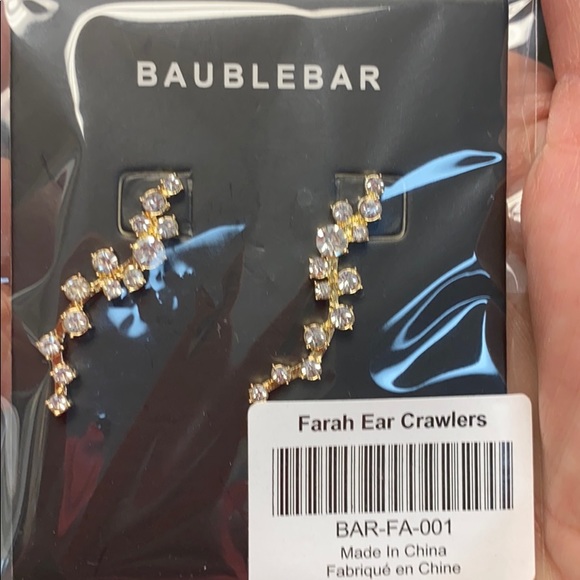 BAUBLEBAR
Farah Ear Crawlers
BAR-FA-001
Made In China
Fabriqué en Chine